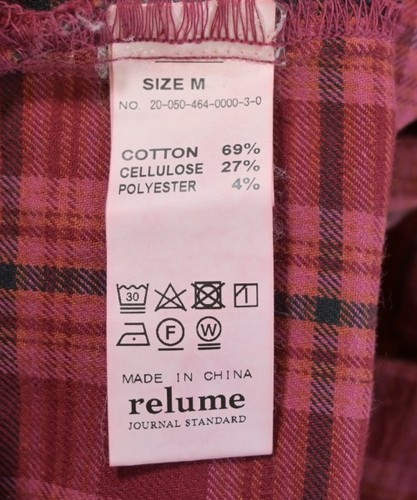 SIZE M
NO. 20-050-464-0000-3-0
COTTON 69%
CELLULOSE 27%
POLYESTER 4%
30
F W
MADE IN CHINA
relume
JOURNAL STANDARD